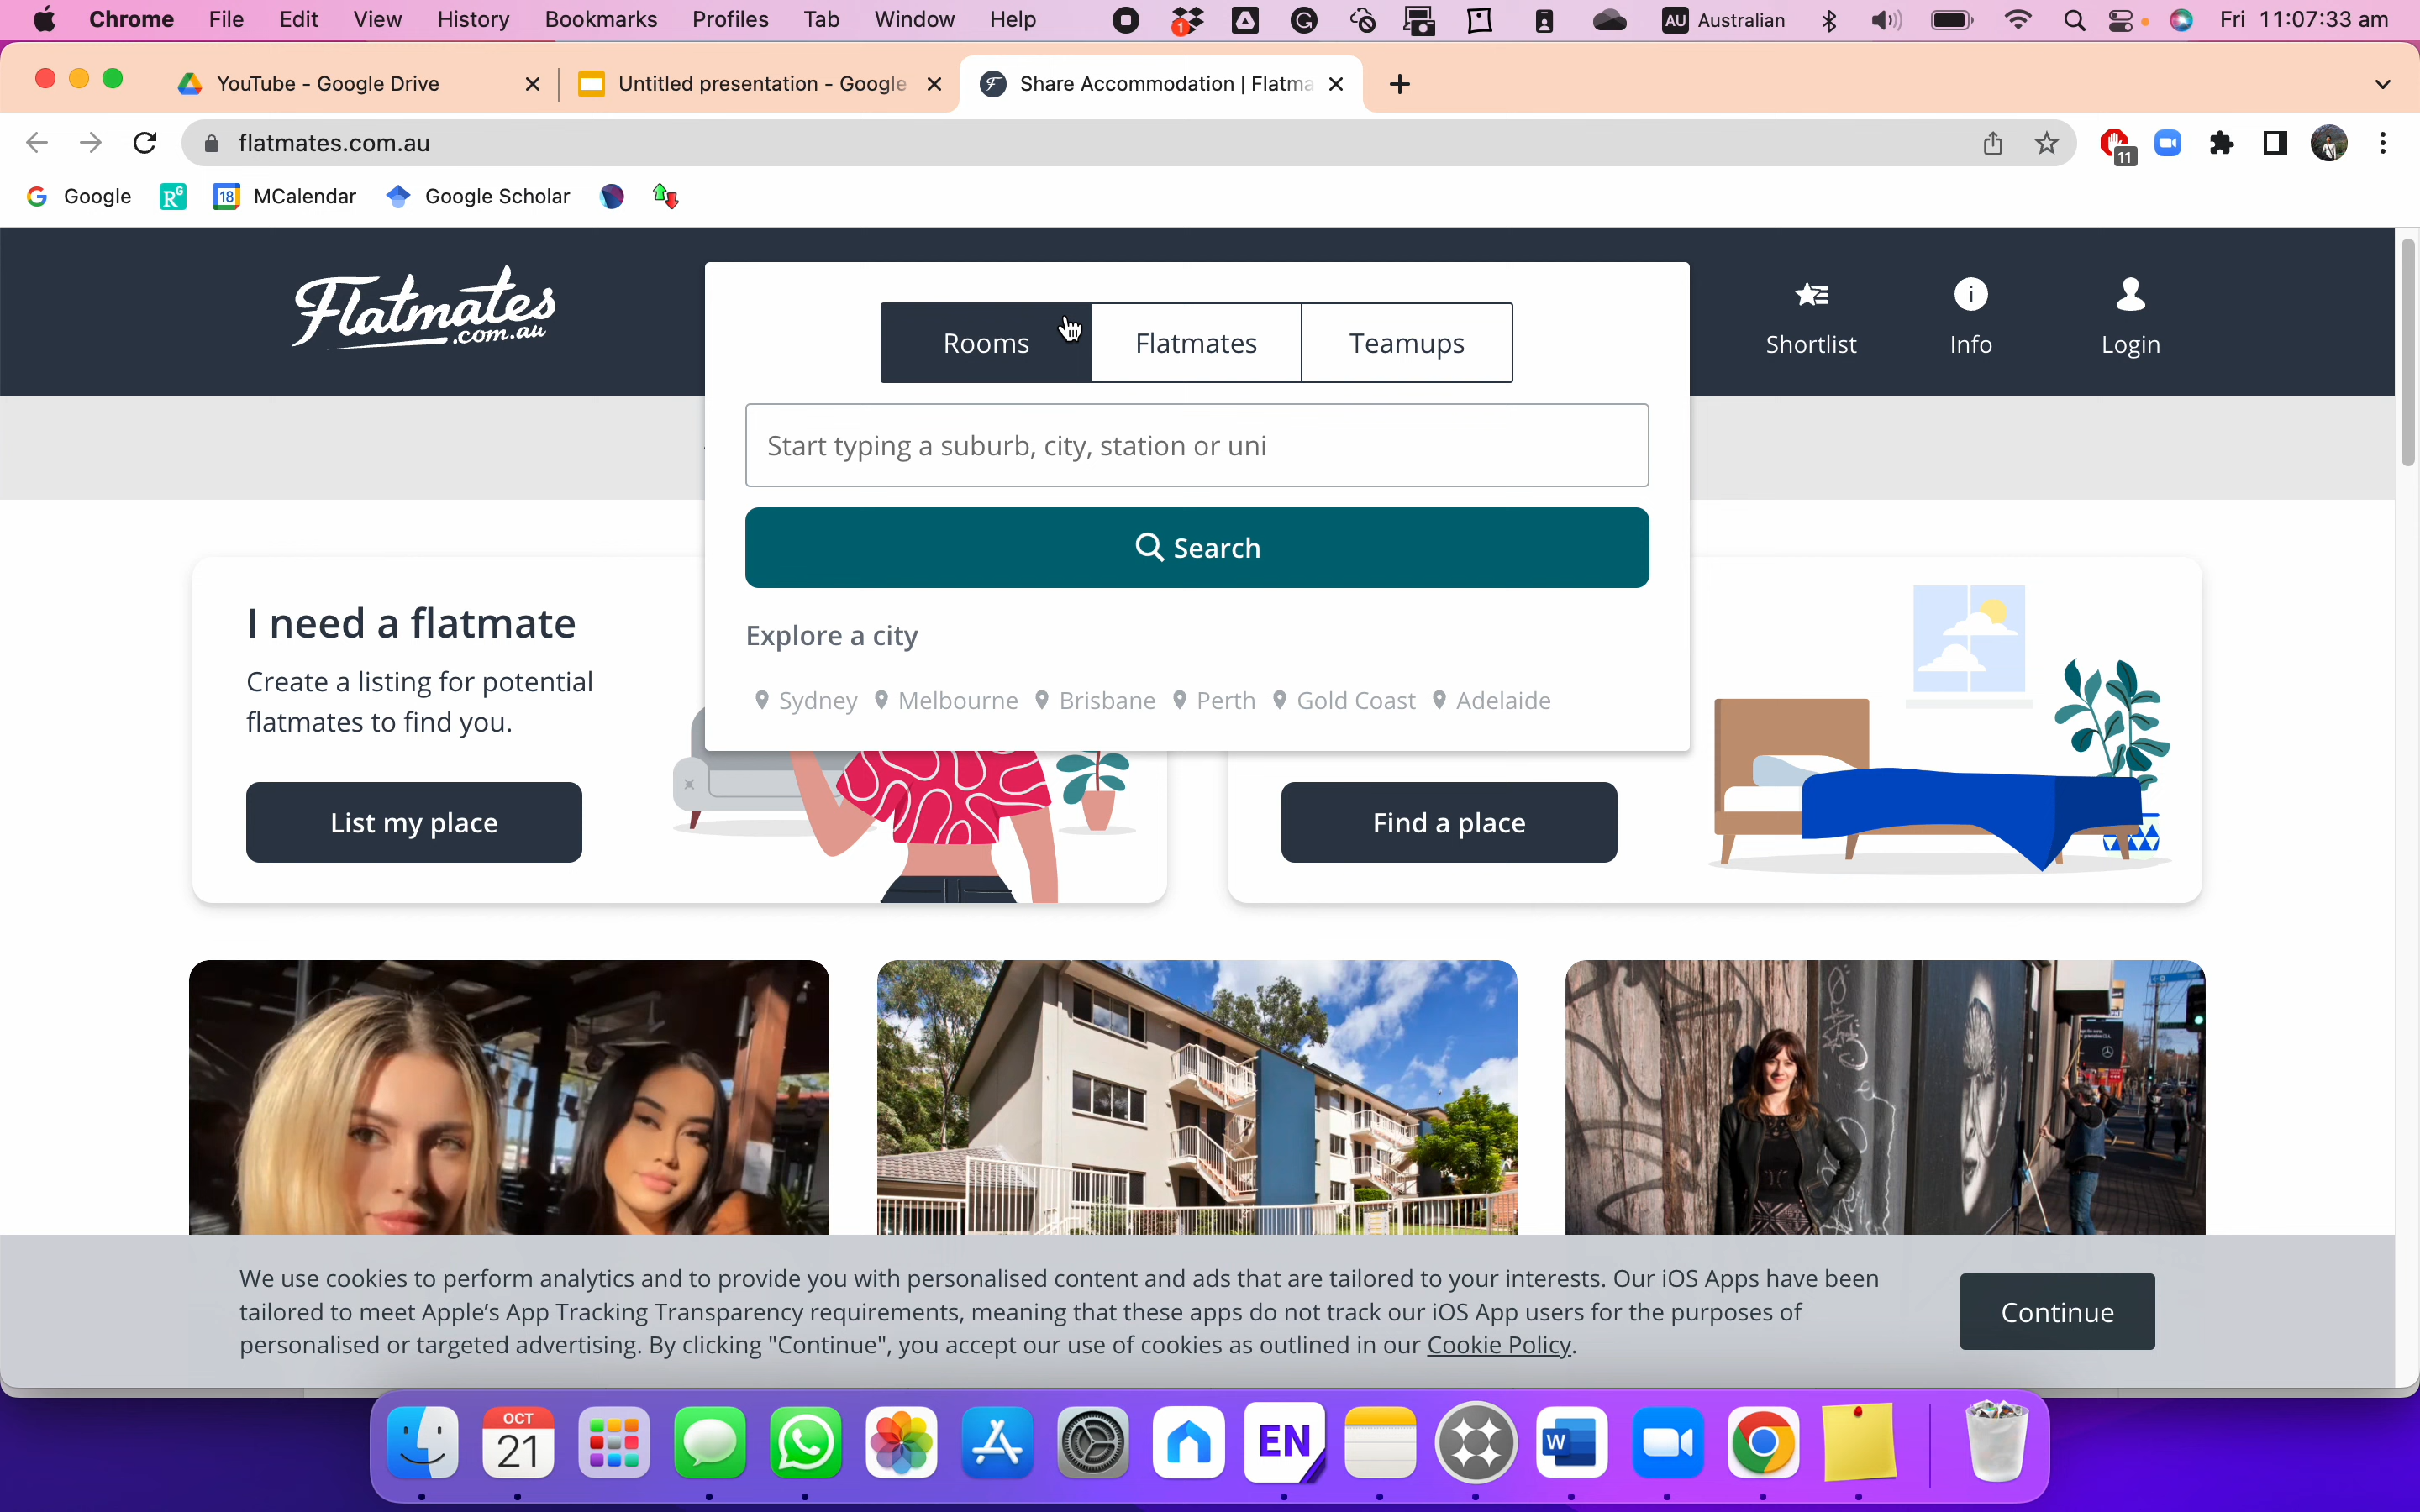 Chrome File Edit View History Bookmarks Profiles Tab Window Help 1 AU Australian Fri 11:07:33 am
YouTube - Google Drive Untitled presentation - Google Share Accommodation | Flatma
flatmates.com.au 11
Google RG 18 MCalendar Google Scholar
Flatmates
.com.au
Rooms Flatmates Teamups
Shortlist Info Login
Start typing a suburb, city, station or uni
Search
Explore a city
Sydney Melbourne Brisbane Perth Gold Coast Adelaide
I need a flatmate
Create a listing for potential
flatmates to find you.
List my place
Find a place
We use cookies to perform analytics and to provide you with personalised content and ads that are tailored to your interests. Our iOS Apps have been
tailored to meet Apple’s App Tracking Transparency requirements, meaning that these apps do not track our iOS App users for the purposes of
personalised or targeted advertising. By clicking "Continue", you accept our use of cookies as outlined in our Cookie Policy.
Continue
OCT
21
EN
W